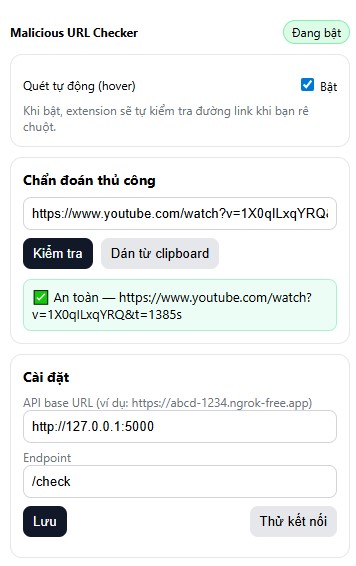 Malicious URL Checker Đang bật
Quét tự động (hover) Bật
Khi bật, extension sẽ tự kiểm tra đường link khi bạn rê
chuột.
Chẩn đoán thủ công
https://www.youtube.com/watch?v=1X0qILxqYRQ&
Kiểm tra Dán từ clipboard
✅ An toàn — https://www.youtube.com/watch?
v=1X0qILxqYRQ&t=1385s
Cài đặt
API base URL (ví dụ: https://abcd-1234.ngrok-free.app)
http://127.0.0.1:5000
Endpoint
/check
Lưu Thử kết nối